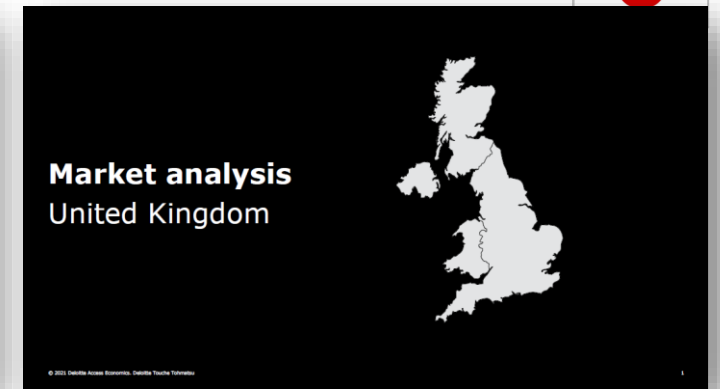 Market analysis
United Kingdom
© 2021 Deloitte Access Economics. Deloitte Touche Tohmatsu
1